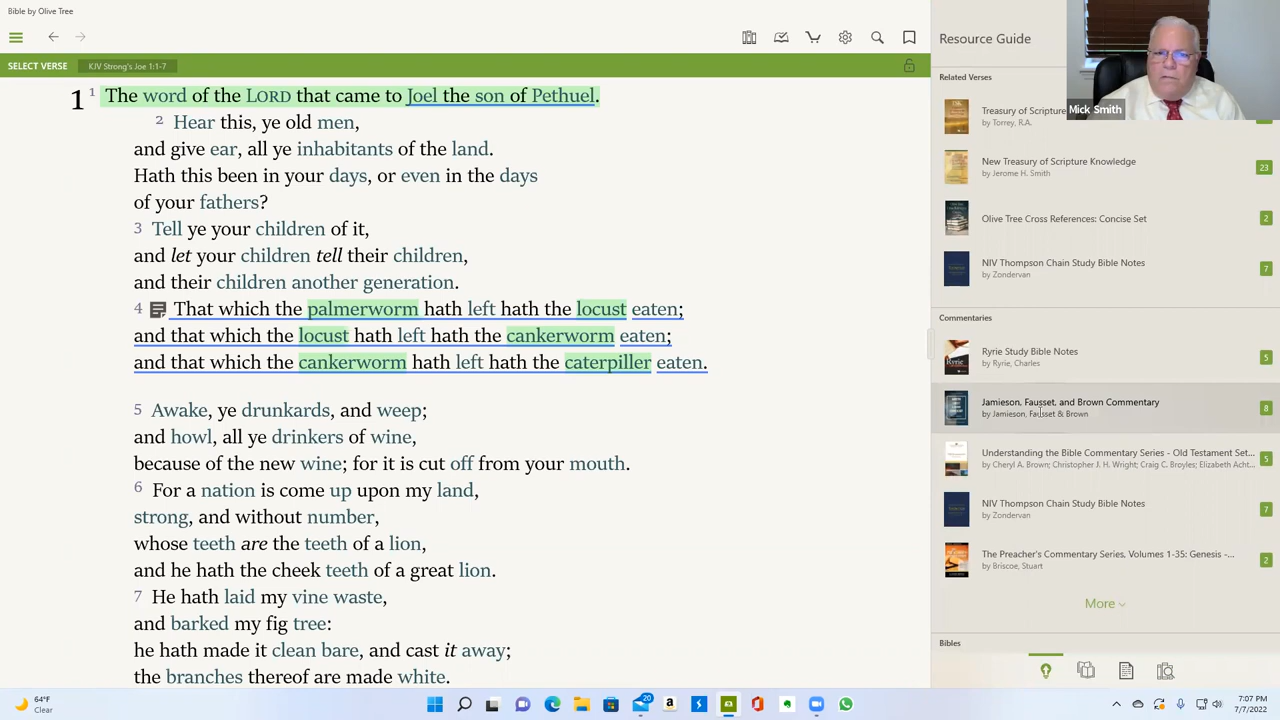 Bible by Olive Tree
SELECT VERSE
KJV Strong's Joe 1:1-7
1 1 The word of the LORD that came to Joel the son of Pethuel.
2 Hear this, ye old men,
and give ear, all ye inhabitants of the land.
Hath this been in your days, or even in the days
of your fathers?
3 Tell ye your children of it,
and let your children tell their children,
and their children another generation.
4 That which the palmerworm hath left hath the locust eaten;
and that which the locust hath left hath the cankerworm eaten;
and that which the cankerworm hath left hath the caterpiller eaten.
5 Awake, ye drunkards, and weep;
and howl, all ye drinkers of wine,
because of the new wine; for it is cut off from your mouth.
6 For a nation is come up upon my land,
strong, and without number,
whose teeth are the teeth of a lion,
and he hath the cheek teeth of a great lion.
7 He hath laid my vine waste,
and barked my fig tree:
he hath made it clean bare, and cast it away;
the branches thereof are made white.
Resource Guide
Mick Smith
Related Verses
Treasury of Scripture
by Torrey, R.A.
New Treasury of Scripture Knowledge
by Jerome H. Smith
23
Olive Tree Cross References: Concise Set
2
NIV Thompson Chain Study Bible Notes
by Zondervan
7
Commentaries
Ryrie Study Bible Notes
by Ryrie, Charles
5
Jamieson, Fausset, and Brown Commentary
by Jamieson, Fausset & Brown
8
Understanding the Bible Commentary Series - Old Testament Set...
by Cheryl A. Brown; Christopher J. H. Wright; Craig C. Broyles; Elizabeth Acht...
5
NIV Thompson Chain Study Bible Notes
by Zondervan
7
The Preacher's Commentary Series, Volumes 1-35: Genesis -...
by Briscoe, Stuart
2
More
Bibles
64°F
Clear
20
7:07 PM
7/7/2022